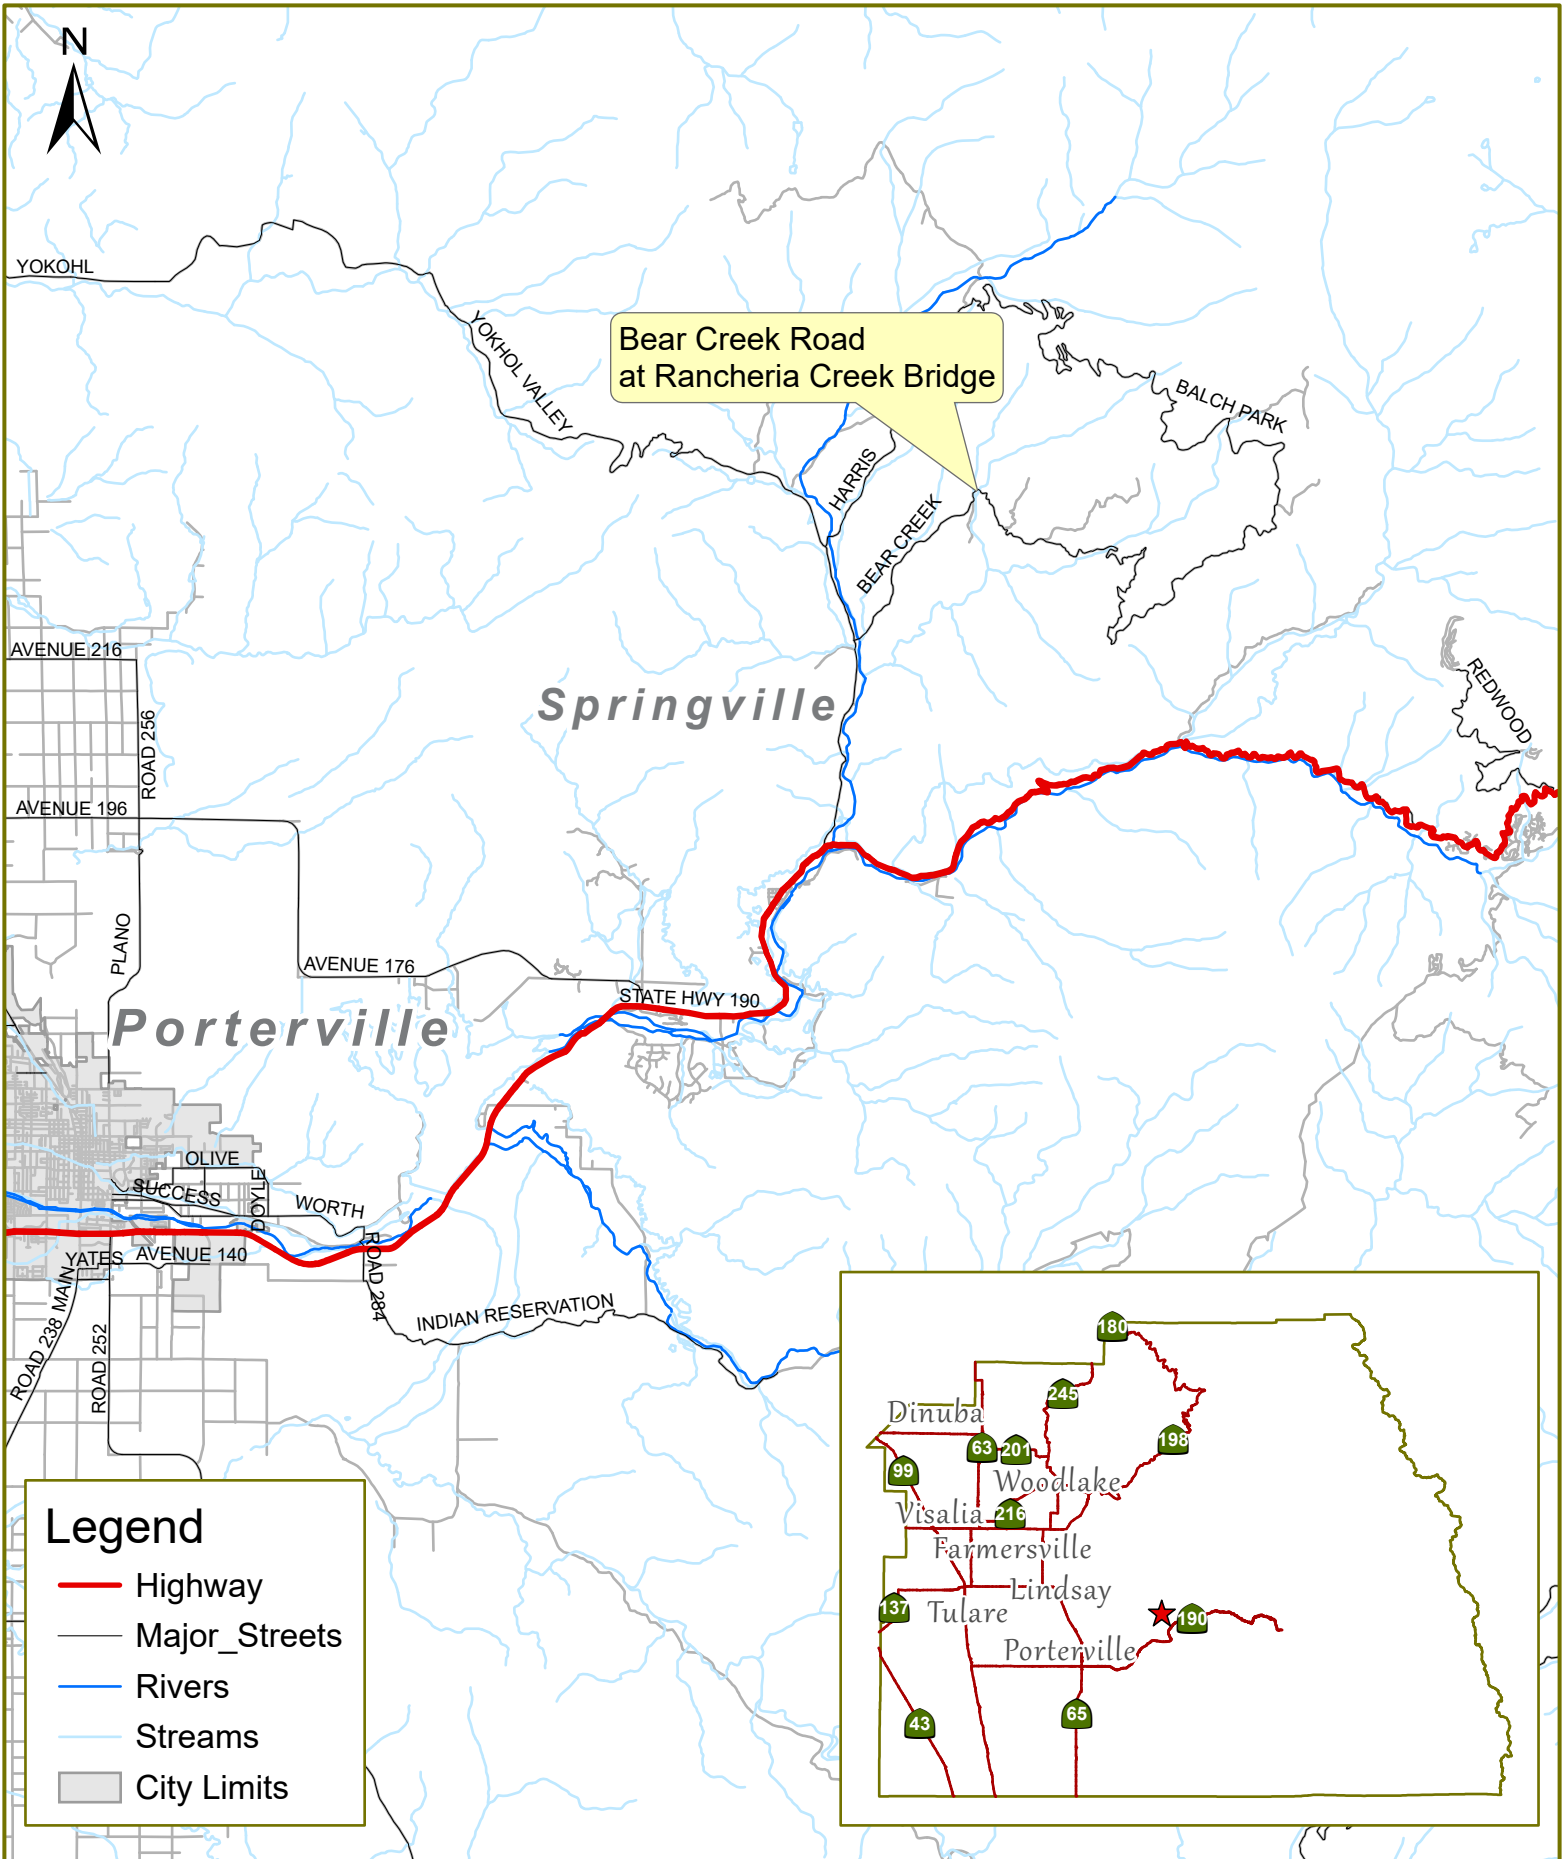 N
YOKOHL
YOKHOL VALLEY
Bear Creek Road
at Rancheria Creek Bridge
BALCH PARK
HARRIS
BEAR CREEK
AVENUE 216
ROAD 256
Springville
REDWOOD
AVENUE 196
PLANO
AVENUE 176
STATE HWY 190
Porterville
OLIVE
SUCCESS
DOYLE
WORTH
YATES
AVENUE 140
ROAD 284
ROAD 238
MAIN
ROAD 252
INDIAN RESERVATION
Legend
Highway
Major_Streets
Rivers
Streams
City Limits
180
245
Dinuba
63
201
198
99
Woodlake
Visalia
216
Farmersville
Lindsay
137
Tulare
190
Porterville
43
65